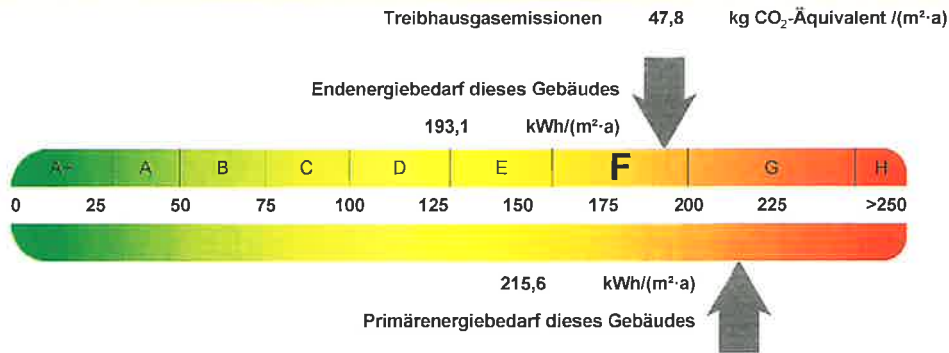 Treibhausgasemissionen 47,8 kg CO₂-Äquivalent /(m²·a)
Endenergiebedarf dieses Gebäudes
193,1 kWh/(m²·a)
A+ A B C D E F G H
0 25 50 75 100 125 150 175 200 225 >250
215,6 kWh/(m²·a)
Primärenergiebedarf dieses Gebäudes